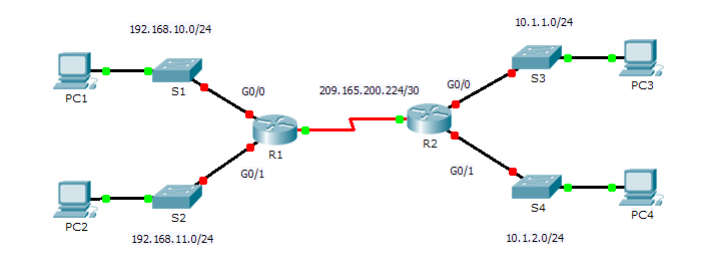 192.168.10.0/24
10.1.1.0/24
PC1
S1
G0/0
209.165.200.224/30
G0/0
S3
PC3
R1
R2
G0/1
G0/1
PC2
S2
192.168.11.0/24
S4
PC4
10.1.2.0/24